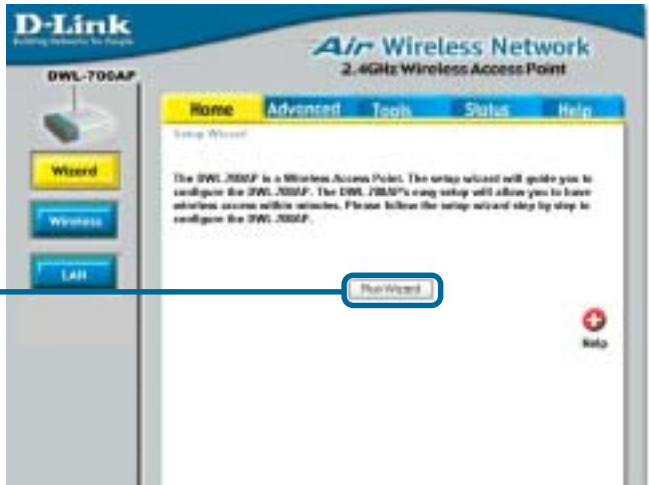 D-Link
Building Networks for People
Air Wireless Network
2.4GHz Wireless Access Point
DWL-700AP
Home Advanced Tools Status Help
Setup Wizard
The DWL-700AP is a Wireless Access Point. The setup wizard will guide you to
configure the DWL-700AP. The DWL-700AP's easy setup will allow you to have
wireless access within minutes. Please follow the setup wizard step by step to
configure the DWL-700AP.
Wizard
Wireless
LAN
Run Wizard
Help